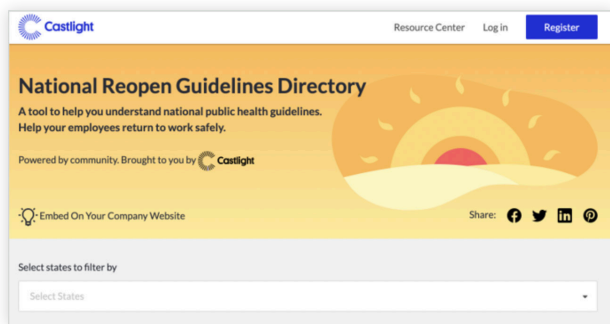 Castlight
Resource Center Log in Register
National Reopen Guidelines Directory
A tool to help you understand national public health guidelines.
Help your employees return to work safely.
Powered by community. Brought to you by Castlight
Embed On Your Company Website
Share:
Select states to filter by
Select States